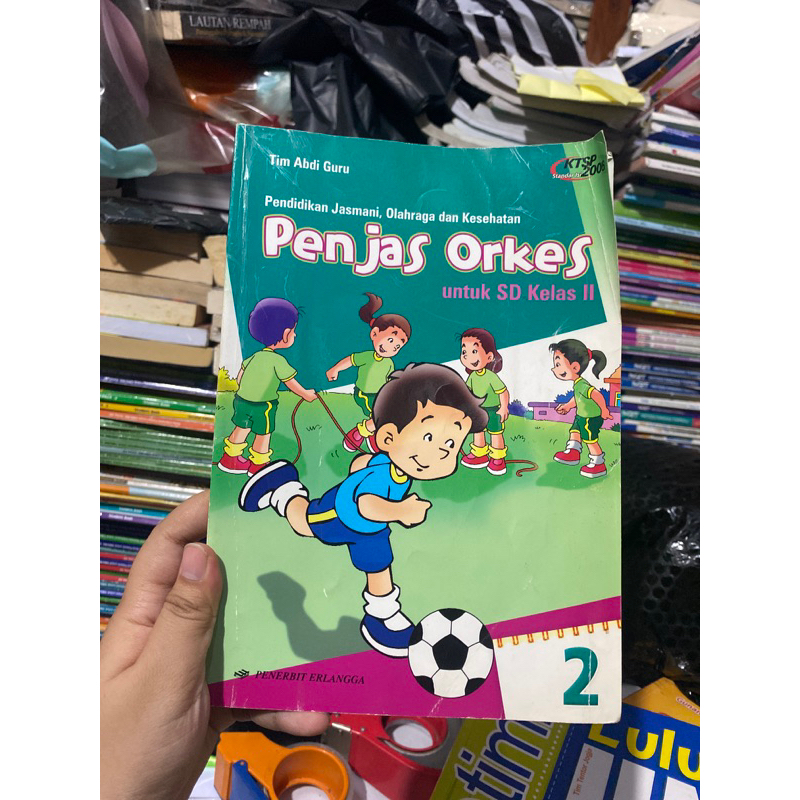 LAUTAN REMPAH
Tim Abdi Guru
KTSP
Standar Isi 2006
Pendidikan Jasmani, Olahraga dan Kesehatan
Penjas Orkes
untuk SD Kelas II
2
PENERBIT ERLANGGA